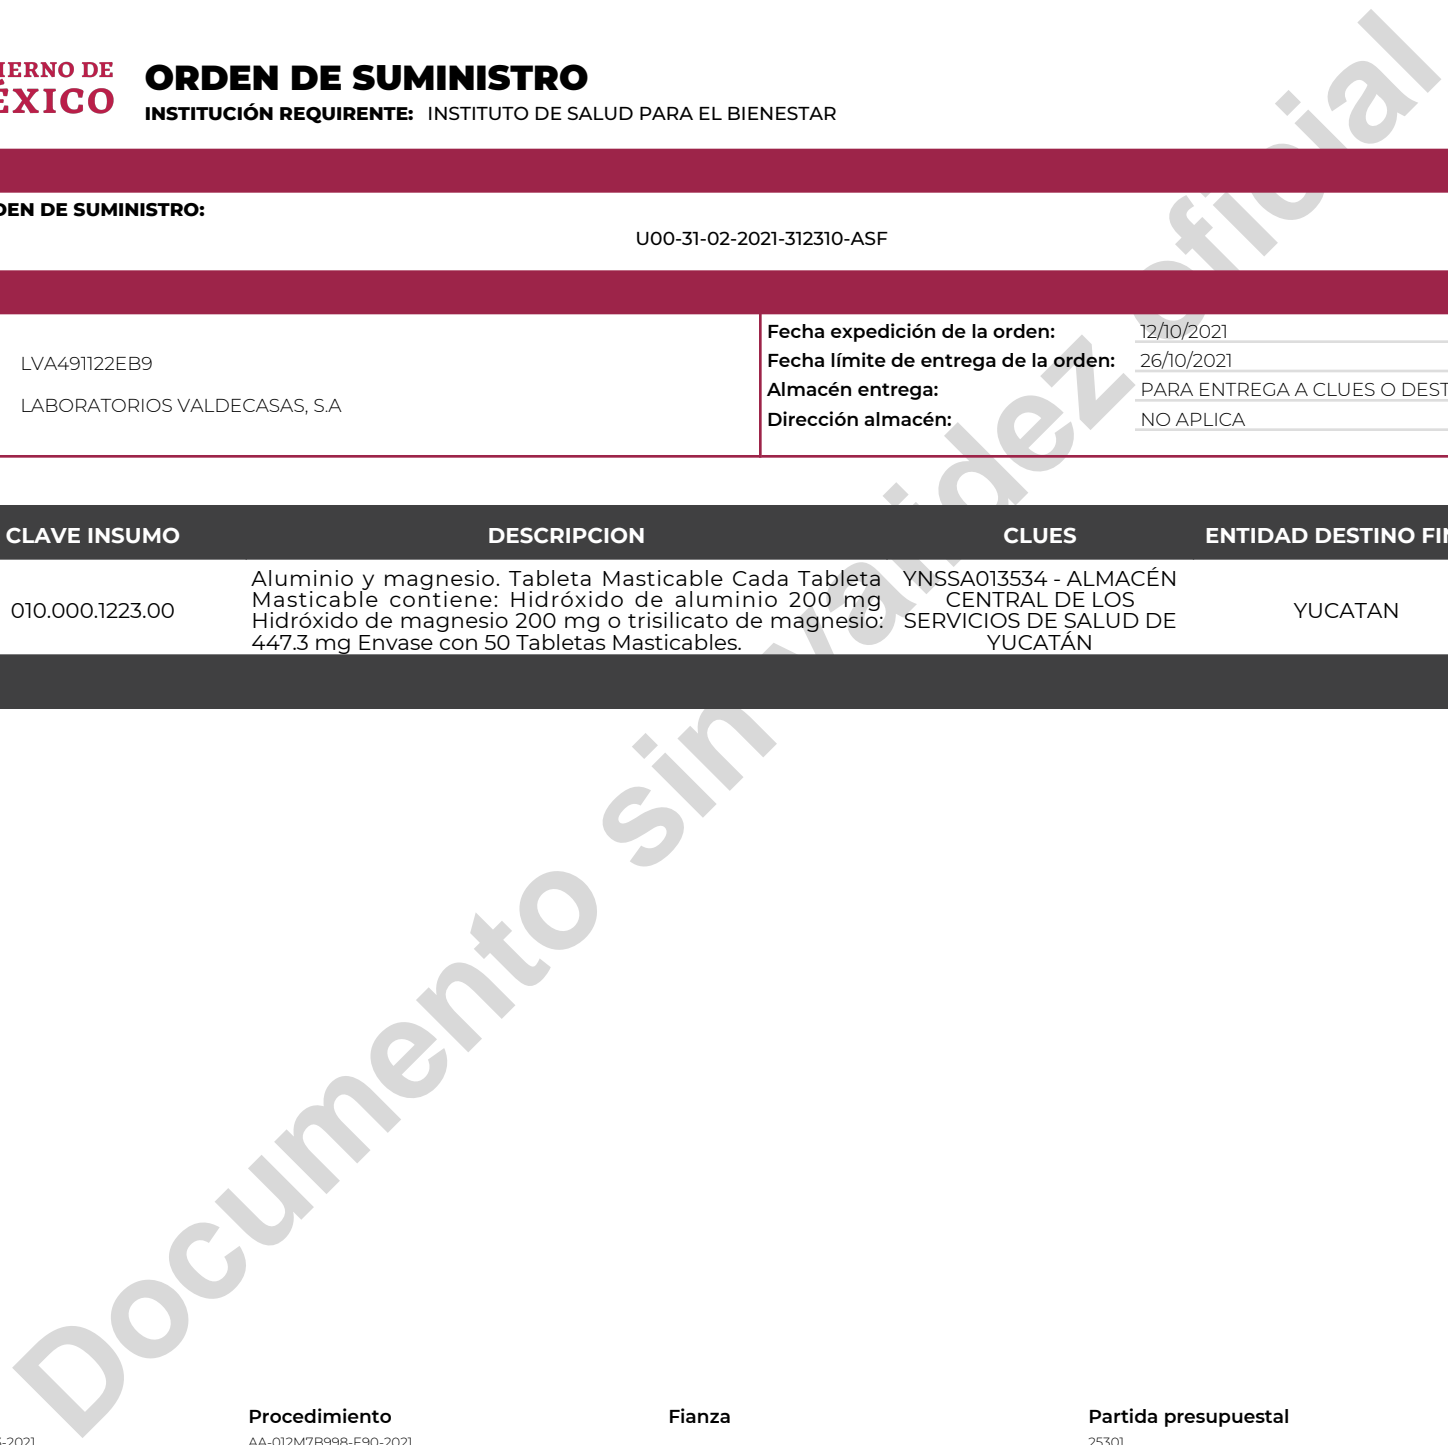 ORDEN DE SUMINISTRO
INSTITUCIÓN REQUIRENTE: INSTITUTO DE SALUD PARA EL BIENESTAR
IERNO DE
ÉXICO
DEN DE SUMINISTRO:
U00-31-02-2021-312310-ASF
LVA491122EB9
LABORATORIOS VALDECASAS, S.A
Fecha expedición de la orden: 12/10/2021
Fecha límite de entrega de la orden: 26/10/2021
Almacén entrega: PARA ENTREGA A CLUES O DEST
Dirección almacén: NO APLICA
CLAVE INSUMO DESCRIPCION CLUES ENTIDAD DESTINO FIN
010.000.1223.00
Aluminio y magnesio. Tableta Masticable Cada Tableta
Masticable contiene: Hidróxido de aluminio 200 mg
Hidróxido de magnesio 200 mg o trisilicato de magnesio:
447.3 mg Envase con 50 Tabletas Masticables.
YNSSA013534 - ALMACÉN
CENTRAL DE LOS
SERVICIOS DE SALUD DE
YUCATÁN
YUCATAN
Documento sin validez oficial
Procedimiento Fianza Partida presupuestal
-2021 AA-012M7B998-E90-2021 25301